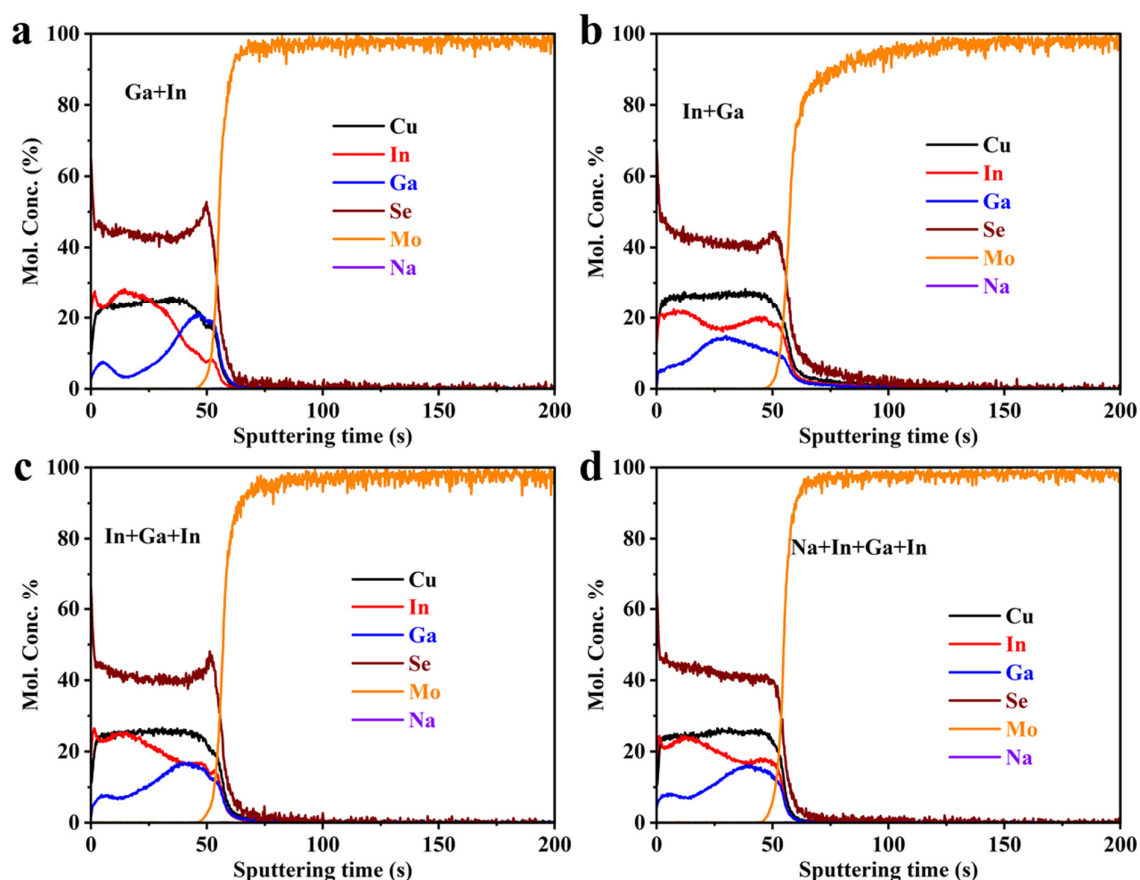 a
Ga+In
Mol. Conc. (%)
100
80
60
40
20
0
Cu
In
Ga
Se
Mo
Na
0 50 100 150 200
Sputtering time (s)
b
In+Ga
Mol. Conc. %
100
80
60
40
20
0
Cu
In
Ga
Se
Mo
Na
0 50 100 150 200
Sputtering time (s)
c
In+Ga+In
Mol. Conc. %
100
80
60
40
20
0
Cu
In
Ga
Se
Mo
Na
0 50 100 150 200
Sputtering time (s)
d
Na+In+Ga+In
Mol. Conc. %
100
80
60
40
20
0
Cu
In
Ga
Se
Mo
Na
0 50 100 150 200
Sputtering time (s)